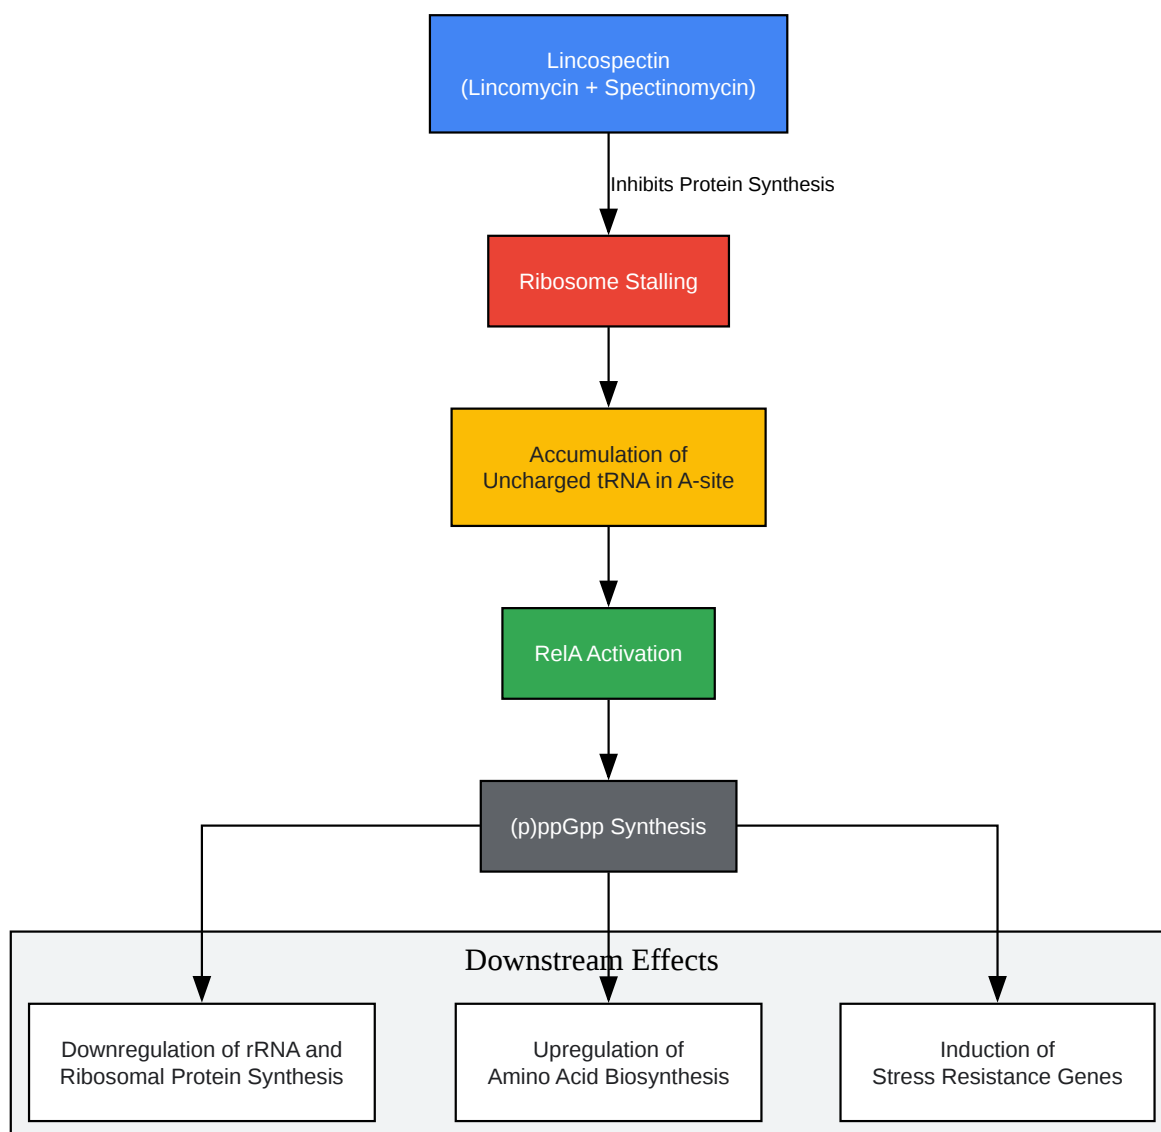 Lincospectin
(Lincomycin + Spectinomycin)
Inhibits Protein Synthesis
Ribosome Stalling
Accumulation of
Uncharged tRNA in A-site
RelA Activation
(p)ppGpp Synthesis
Downstream Effects
Downregulation of rRNA and
Ribosomal Protein Synthesis
Upregulation of
Amino Acid Biosynthesis
Induction of
Stress Resistance Genes